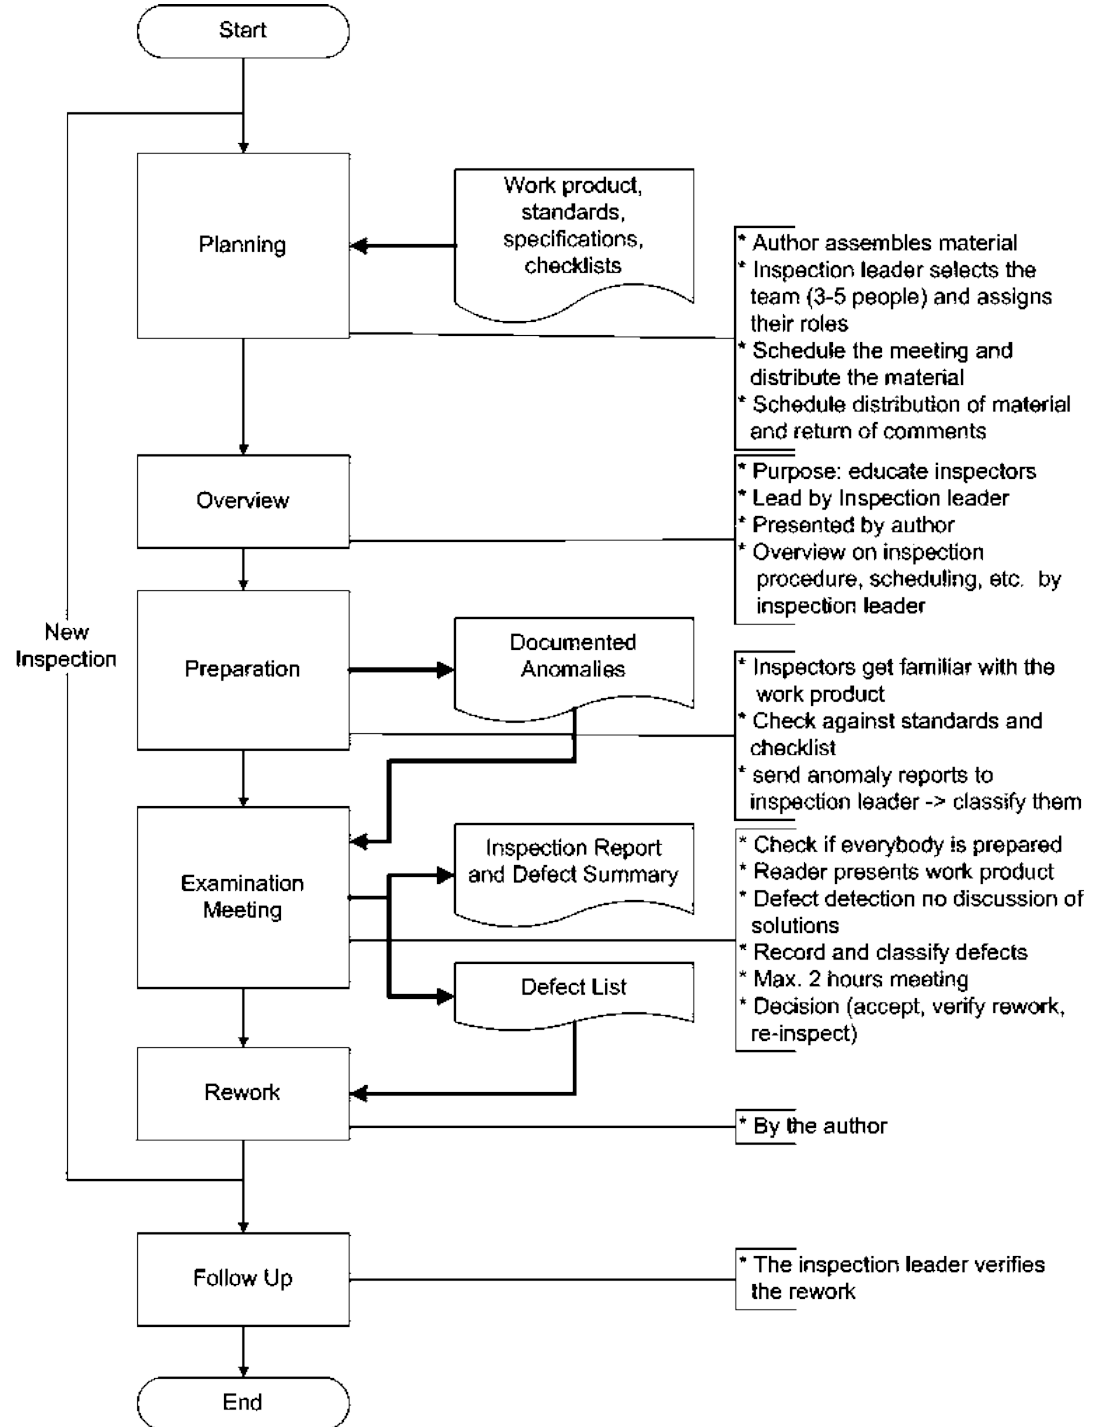 Start
Planning
Work product,
standards,
specifications,
checklists
* Author assembles material
* Inspection leader selects the
team (3-5 people) and assigns
their roles
* Schedule the meeting and
distribute the material
* Schedule distribution of material
and return of comments
Overview
* Purpose: educate inspectors
* Lead by Inspection leader
* Presented by author
* Overview on inspection
procedure, scheduling, etc. by
inspection leader
New
Inspection
Preparation
Documented
Anomalies
* Inspectors get familiar with the
work product
* Check against standards and
checklist
* send anomaly reports to
inspection leader -> classify them
Examination
Meeting
Inspection Report
and Defect Summary
Defect List
* Check if everybody is prepared
* Reader presents work product
* Defect detection no discussion of
solutions
* Record and classify defects
* Max. 2 hours meeting
* Decision (accept, verify rework,
re-inspect)
Rework
* By the author
Follow Up
* The inspection leader verifies
the rework
End